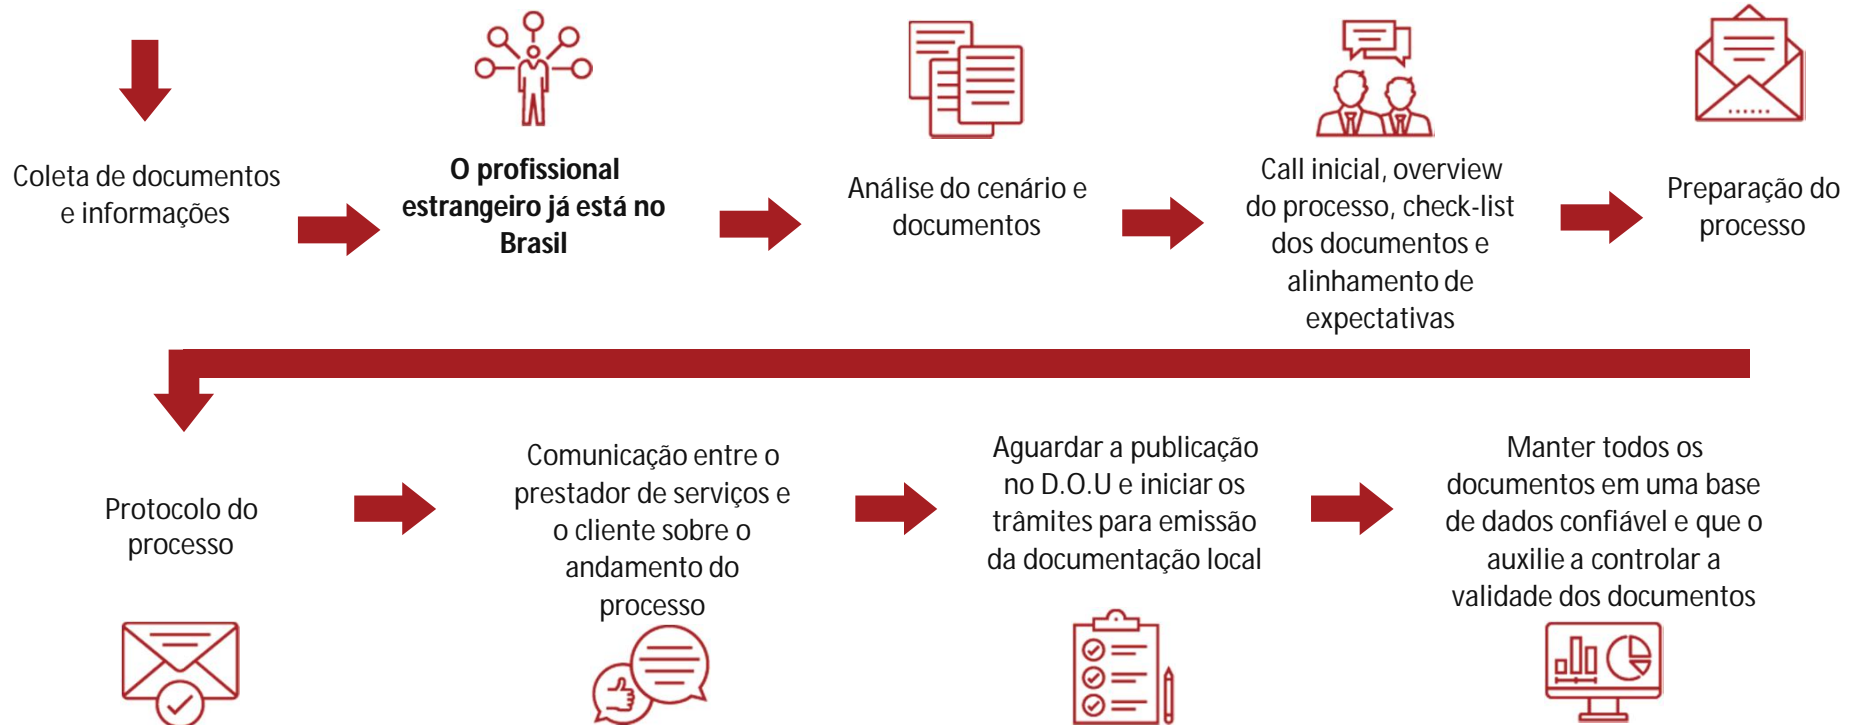 Coleta de documentos
e informações
O profissional
estrangeiro já está no
Brasil
Análise do cenário e
documentos
Call inicial, overview
do processo, check-list
dos documentos e
alinhamento de
expectativas
Preparação do
processo
Protocolo do
processo
Comunicação entre o
prestador de serviços e
o cliente sobre o
andamento do
processo
Aguardar a publicação
no D.O.U e iniciar os
trâmites para emissão
da documentação local
Manter todos os
documentos em uma base
de dados confiável e que o
auxilie a controlar a
validade dos documentos